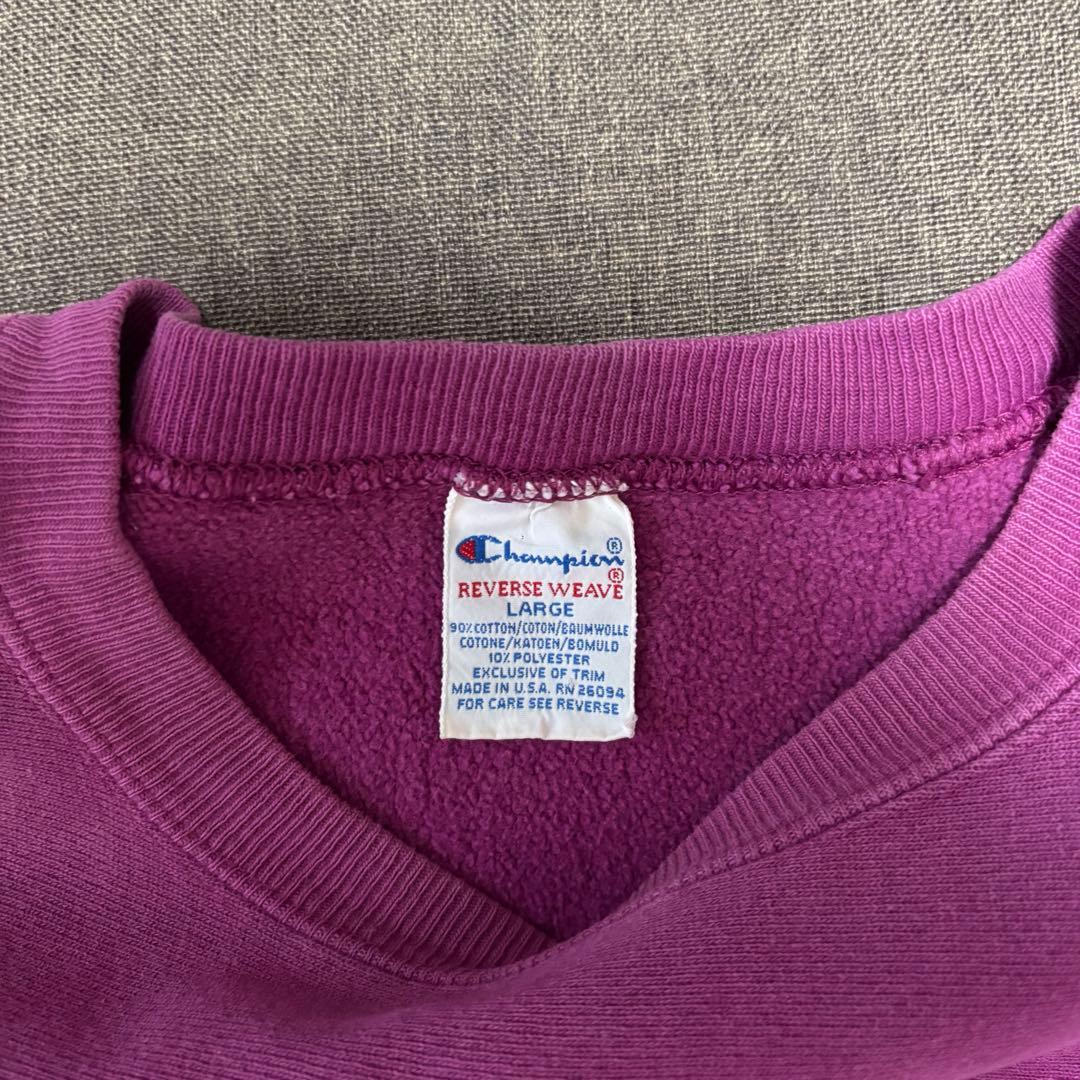 Champion®
REVERSE WEAVE®
LARGE
90% COTTON/COTON/BAUMWOLLE
COTONE/KATOEN/BOMULD
10% POLYESTER
EXCLUSIVE OF TRIM
MADE IN U.S.A. RN 26094
FOR CARE SEE REVERSE